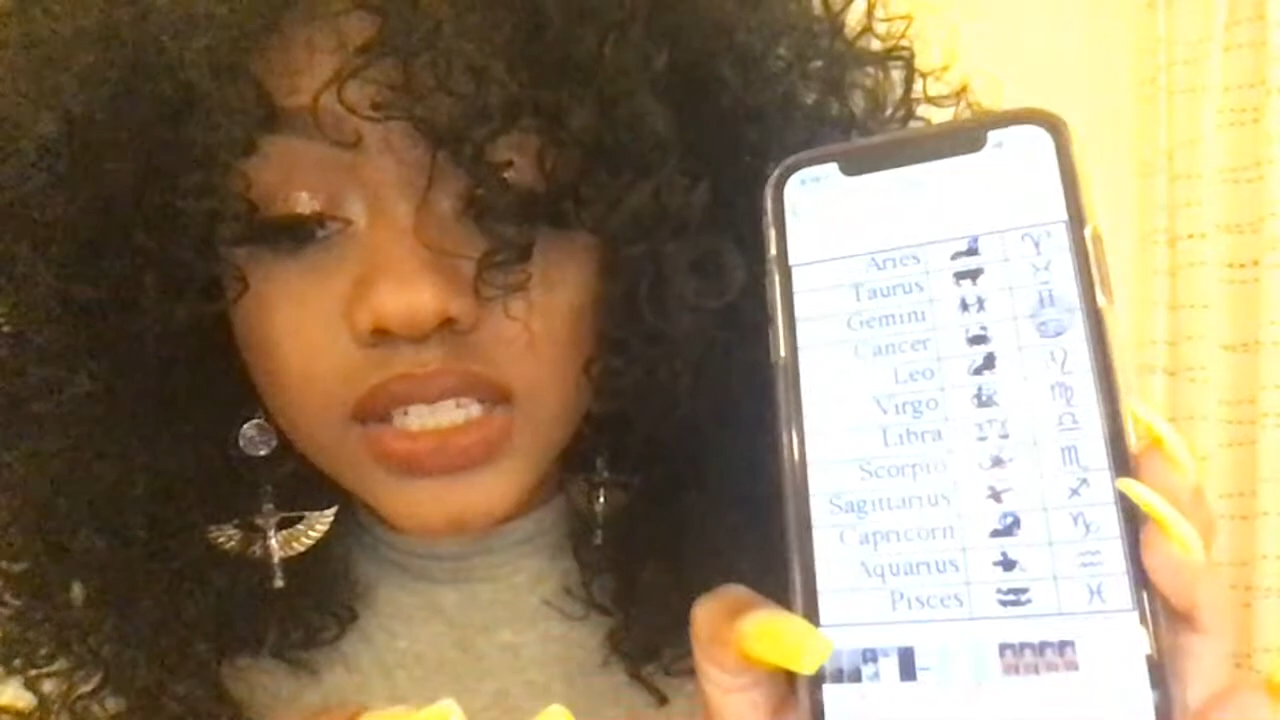 Aries ♈
Taurus ♉
Gemini ♊
Cancer ♋
Leo ♌
Virgo ♍
Libra ♎
Scorpio ♏
Sagittarius ♐
Capricorn ♑
Aquarius ♒
Pisces ♓